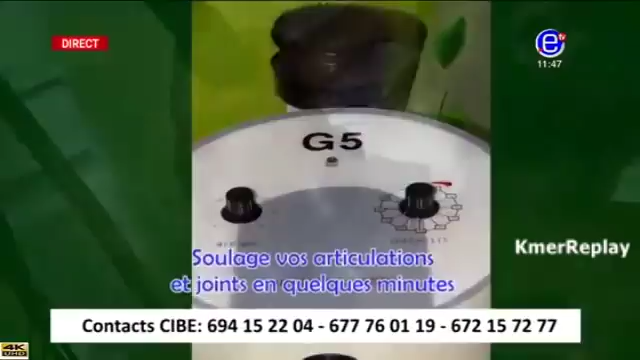 DIRECT
e tv
11:47
G5
KmerReplay
Soulage vos articulations
et joints en quelques minutes
Contacts CIBE: 694 15 22 04 - 677 76 01 19 - 672 15 72 77
4K
UHD